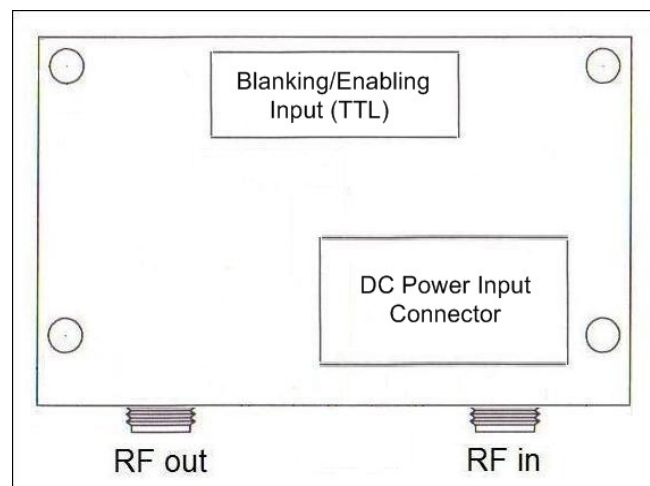 Blanking/Enabling
Input (TTL)
DC Power Input
Connector
RF out
RF in